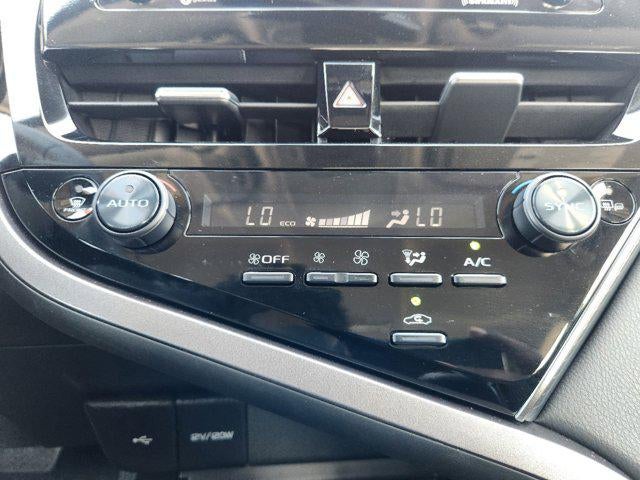 AUTO
LO ECO LO
SYNC
OFF
A/C
12V/120W